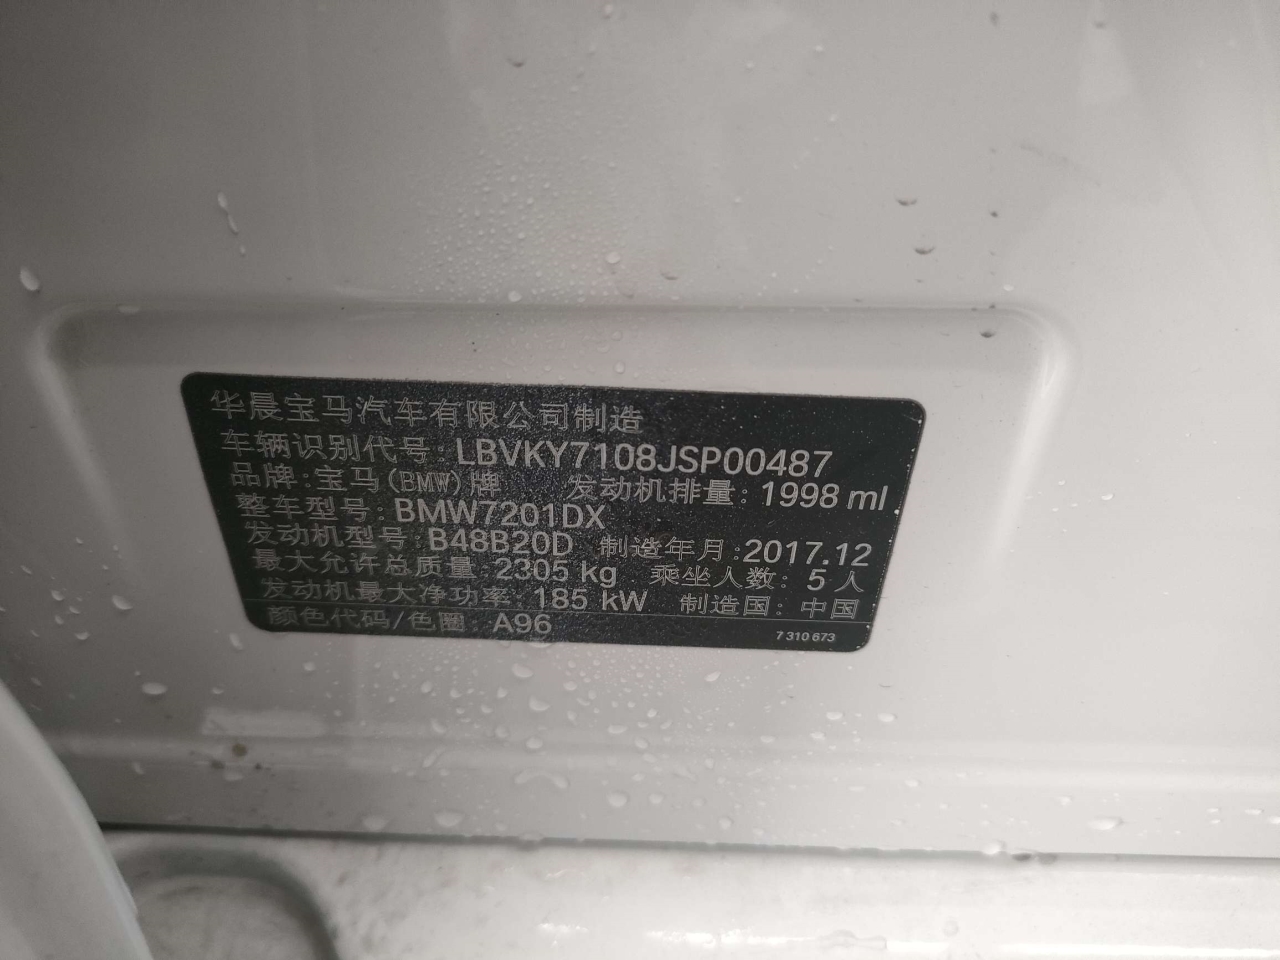 华晨宝马汽车有限公司制造
车辆识别代号: LBVKY7108JSP00487
品牌:宝马(BMW)牌 发动机排量: 1998 ml
整车型号: BMW7201DX
发动机型号: B48B20D 制造年月:2017.12
最大允许总质量 2305 kg 乘坐人数: 5 人
发动机最大净功率: 185 kW 制造国: 中国
颜色代码/色圈: A96 7 310 673